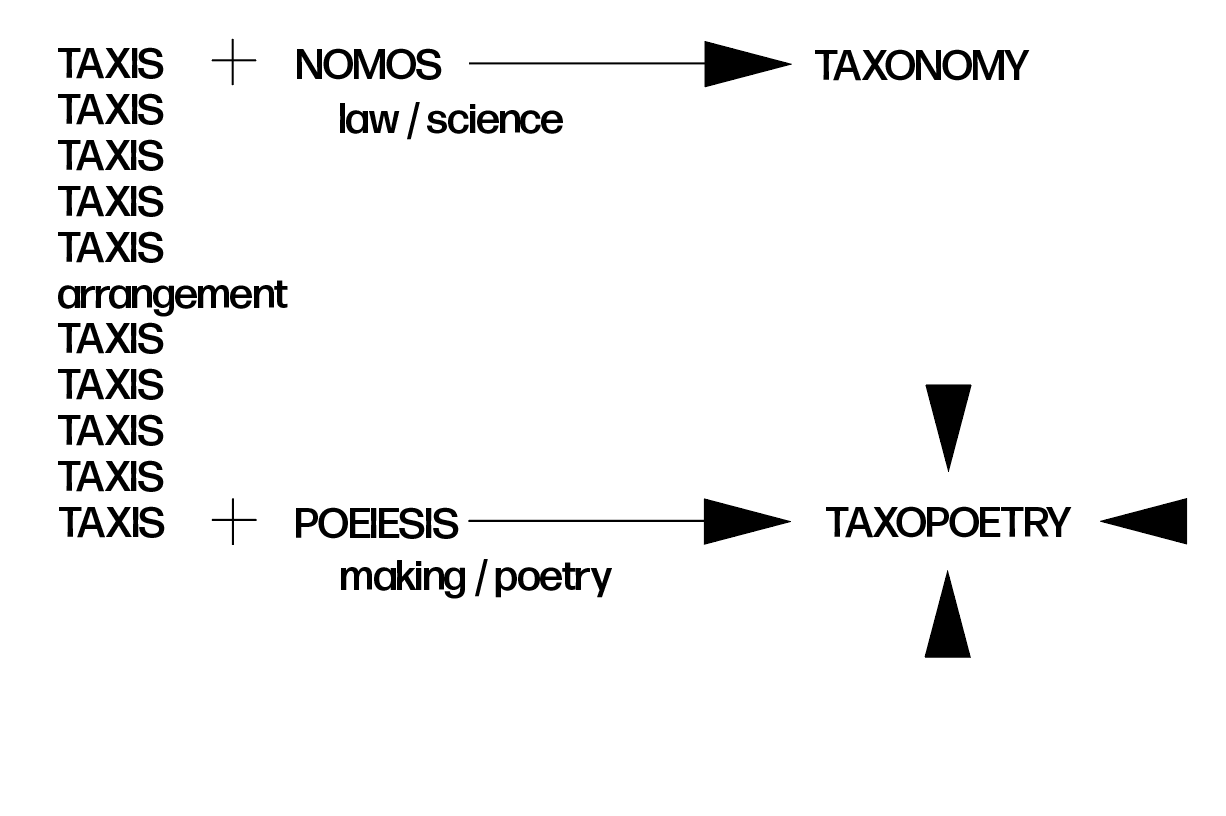 TAXIS + NOMOS TAXONOMY
TAXIS law / science
TAXIS
TAXIS
TAXIS
arrangement
TAXIS
TAXIS
TAXIS
TAXIS
TAXIS + POEIESIS TAXOPOETRY
making / poetry